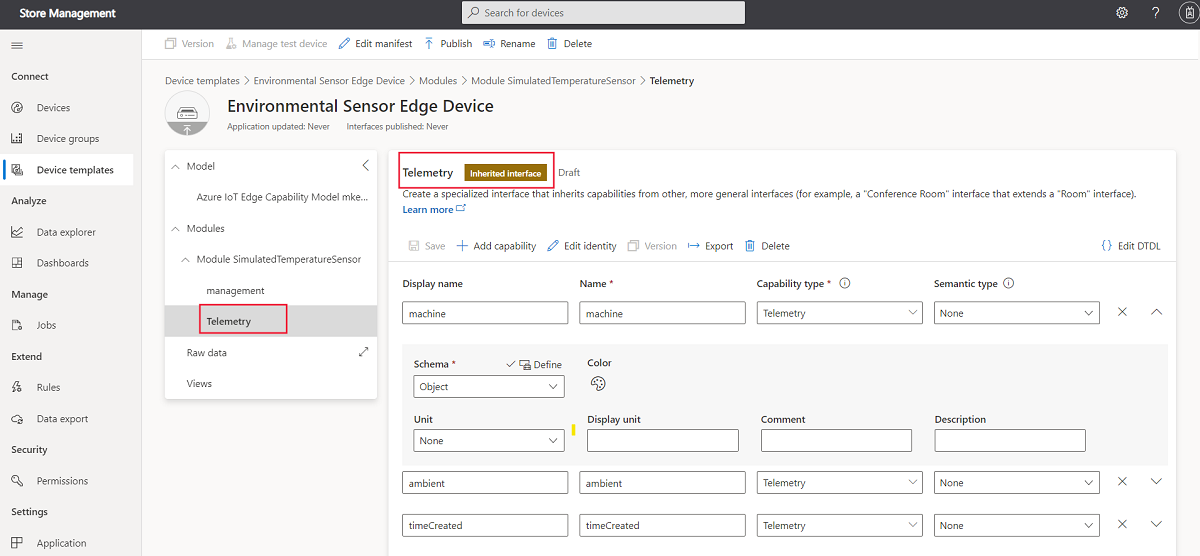 Store Management
Search for devices
?
Version
Manage test device
Edit manifest
Publish
Rename
Delete
Connect
Devices
Device groups
Device templates
Analyze
Data explorer
Dashboards
Manage
Jobs
Extend
Rules
Data export
Security
Permissions
Settings
Application
Device templates > Environmental Sensor Edge Device > Modules > Module SimulatedTemperatureSensor > Telemetry
Environmental Sensor Edge Device
Application updated: Never Interfaces published: Never
Model
Azure IoT Edge Capability Model mke...
Modules
Module SimulatedTemperatureSensor
management
Telemetry
Raw data
Views
Telemetry Inherited interface Draft
Create a specialized interface that inherits capabilities from other, more general interfaces (for example, a "Conference Room" interface that extends a "Room" interface).
Learn more
Save Add capability Edit identity Version Export Delete {} Edit DTDL
Display name Name * Capability type * Semantic type
machine machine Telemetry None
Schema * Define Color
Object
Unit Display unit Comment Description
None
ambient ambient Telemetry None
timeCreated timeCreated Telemetry None